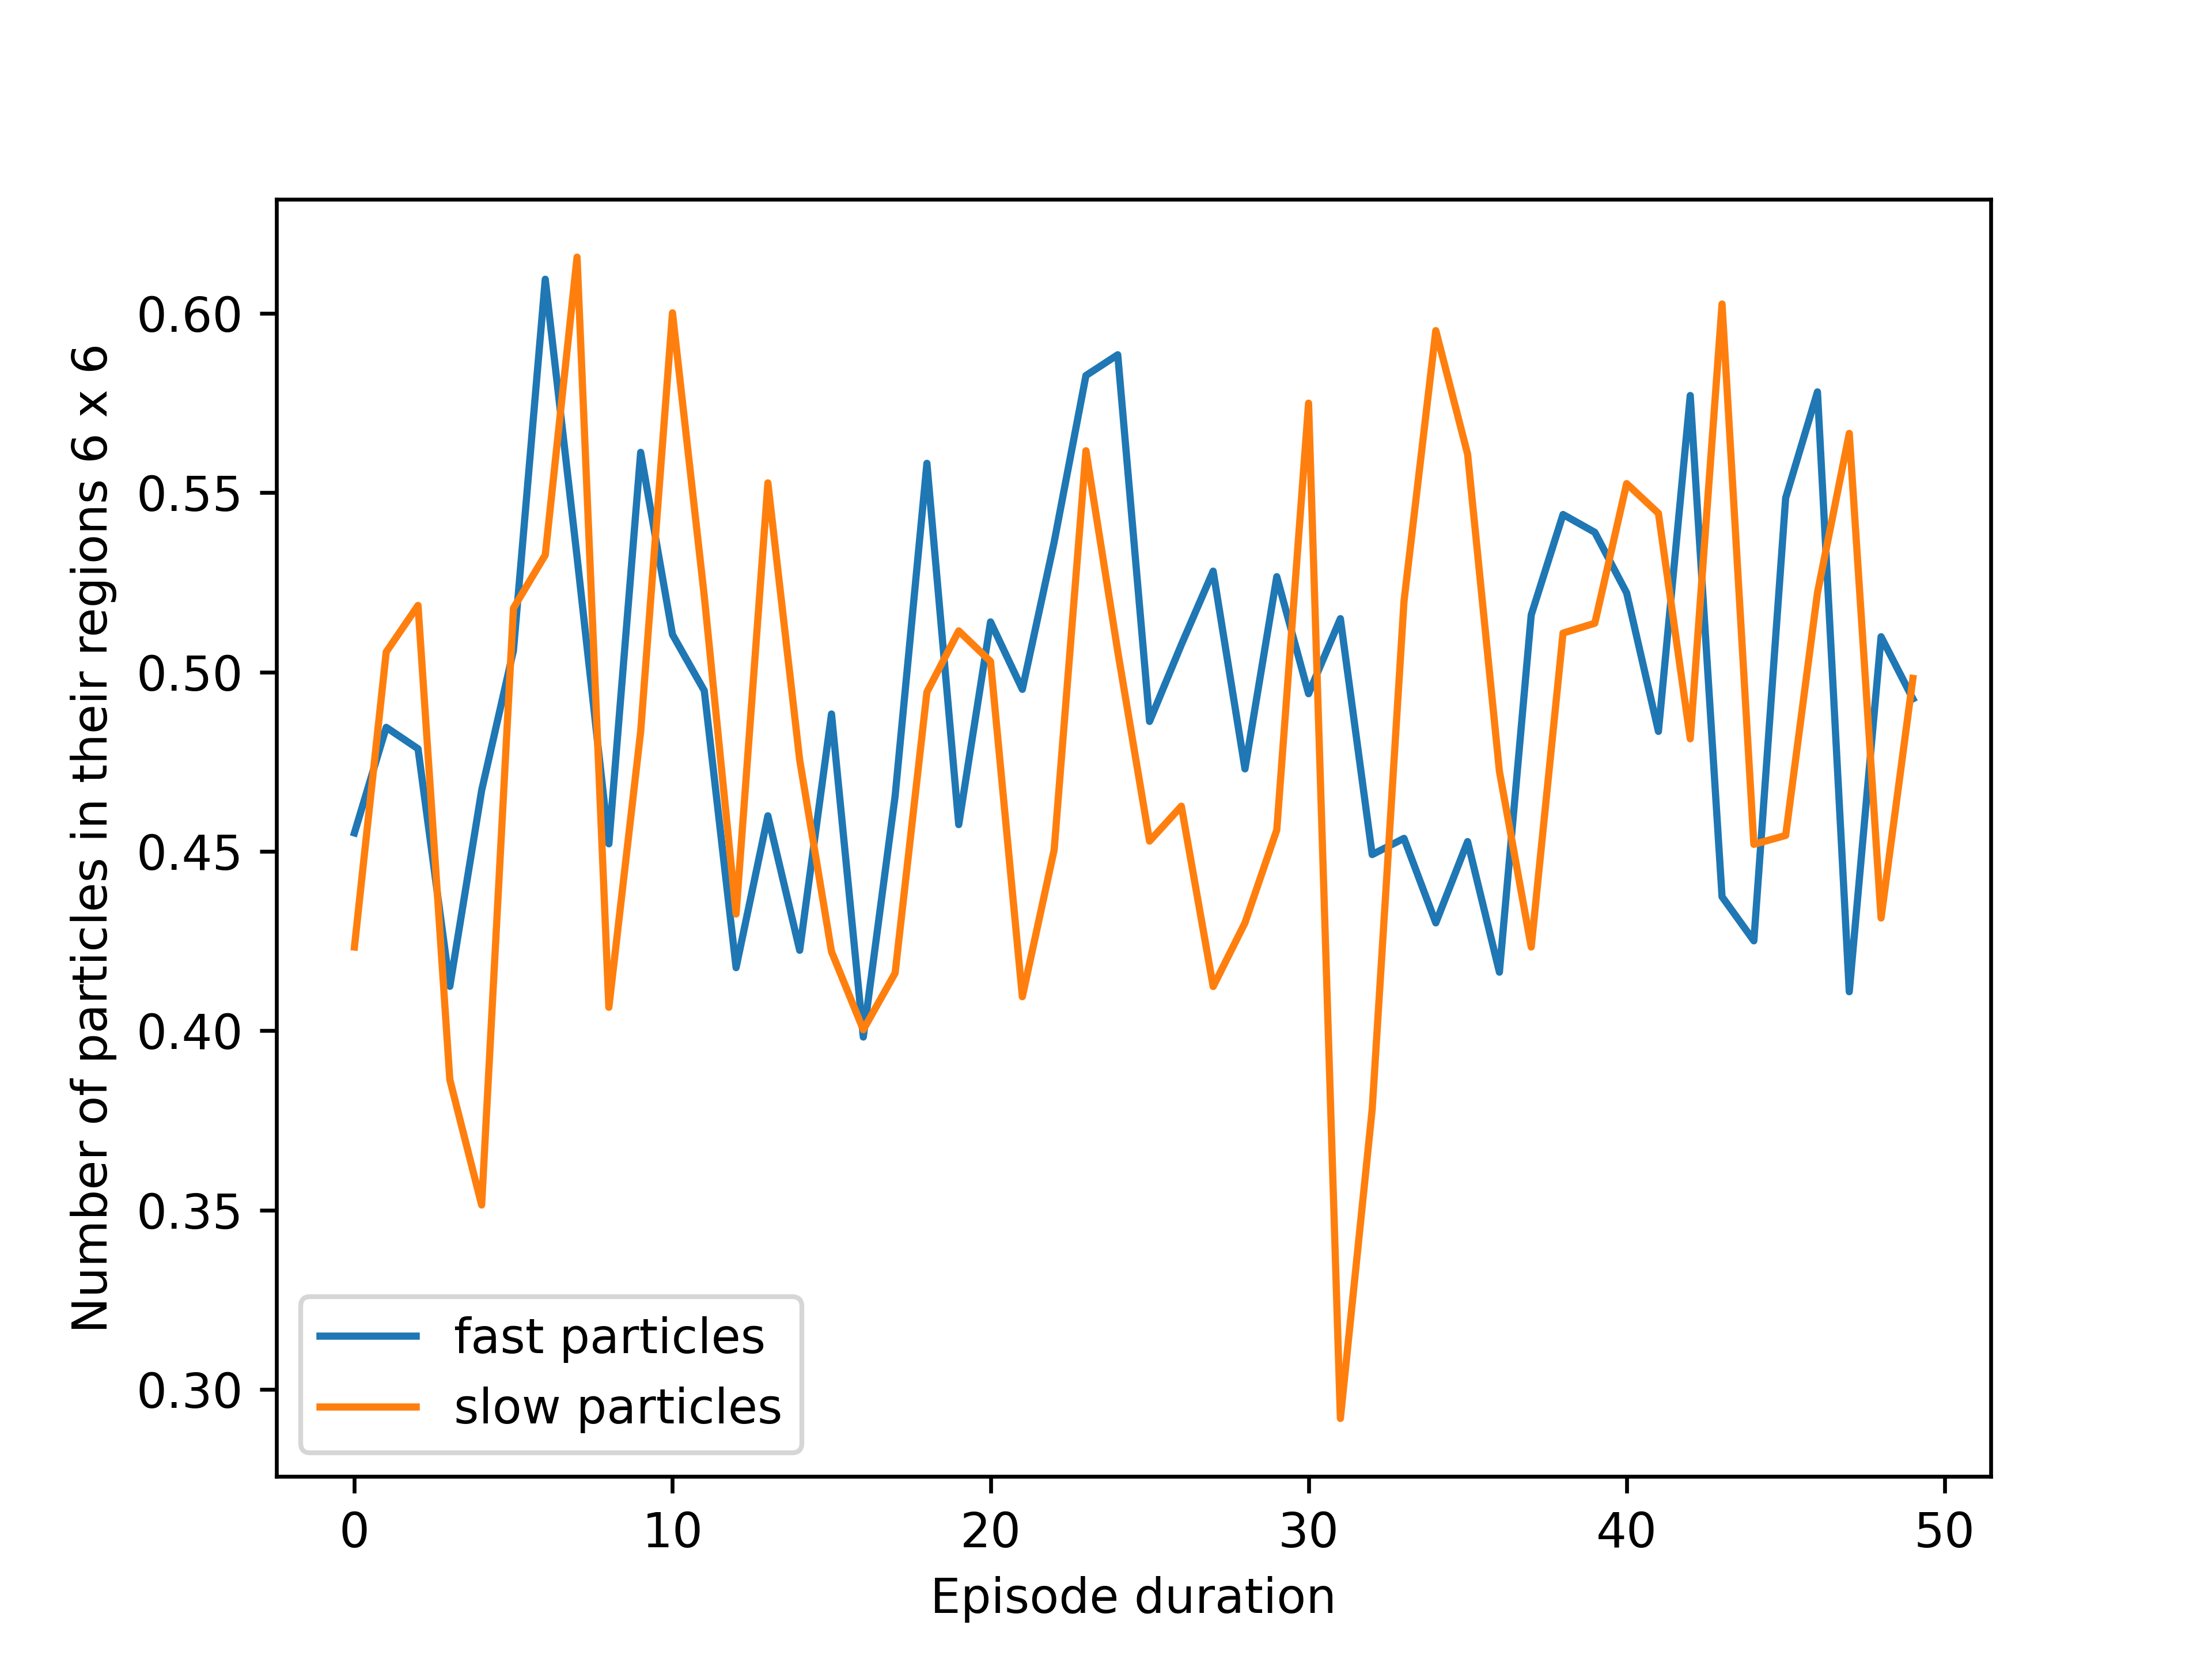 Number of particles in their regions 6 x 6
0.60
0.55
0.50
0.45
0.40
0.35
0.30
fast particles
slow particles
0 10 20 30 40 50
Episode duration